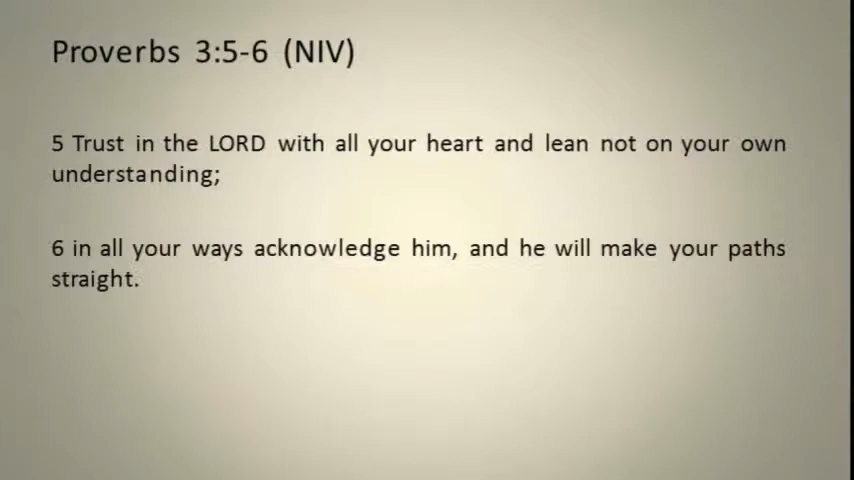 Proverbs 3:5-6 (NIV)
5 Trust in the LORD with all your heart and lean not on your own
understanding;
6 in all your ways acknowledge him, and he will make your paths
straight.